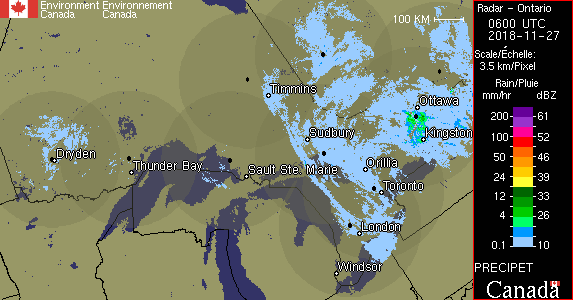 Environment Environnement
Canada Canada
100 KM
Timmins
Ottawa
Sudbury
Kingston
Dryden
Thunder Bay
Sault Ste. Marie
Orillia
Toronto
London
Windsor
Radar - Ontario
0600 UTC
2018-11-27
Scale/Échelle:
3.5 km/Pixel
Rain/Pluie
mm/hr dBZ
200 61
100 52
50 46
24 39
12 33
4 26
0.1 10
PRECIPET
Canada